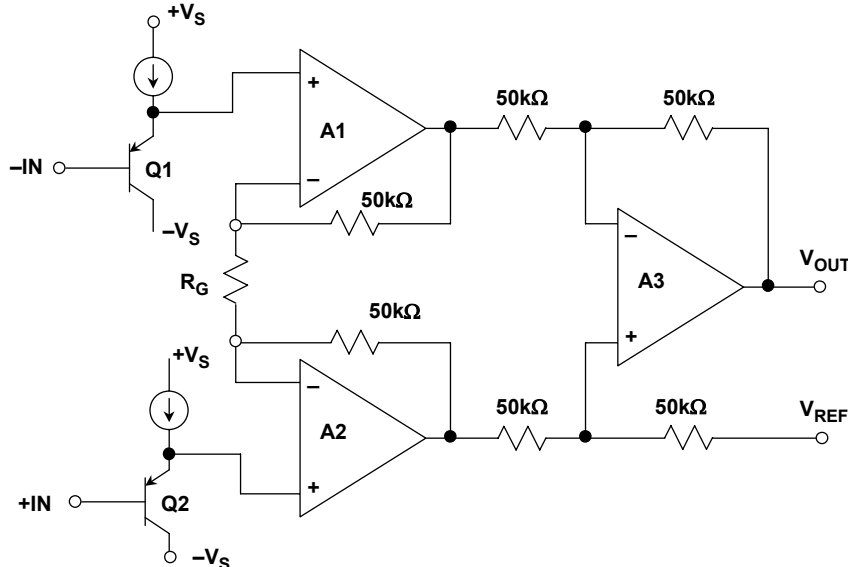 +VS
–IN
Q1
–VS
+
A1
–
50kΩ
50kΩ
50kΩ
RG
–
A3
+
VOUT
50kΩ
+VS
–
A2
+
50kΩ
50kΩ
VREF
+IN
Q2
–VS